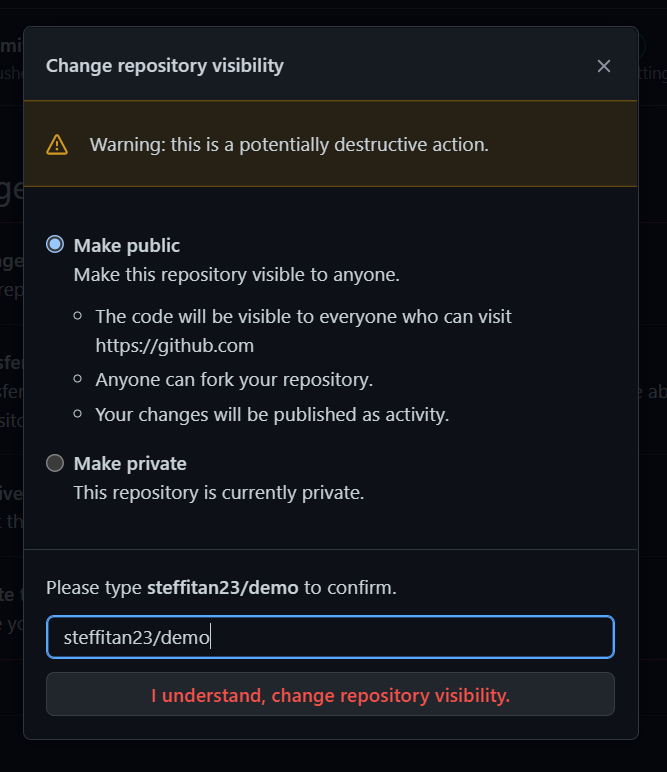 Change repository visibility
Warning: this is a potentially destructive action.
Make public
Make this repository visible to anyone.
The code will be visible to everyone who can visit
https://github.com
Anyone can fork your repository.
Your changes will be published as activity.
Make private
This repository is currently private.
Please type steffitan23/demo to confirm.
steffitan23/demo
I understand, change repository visibility.